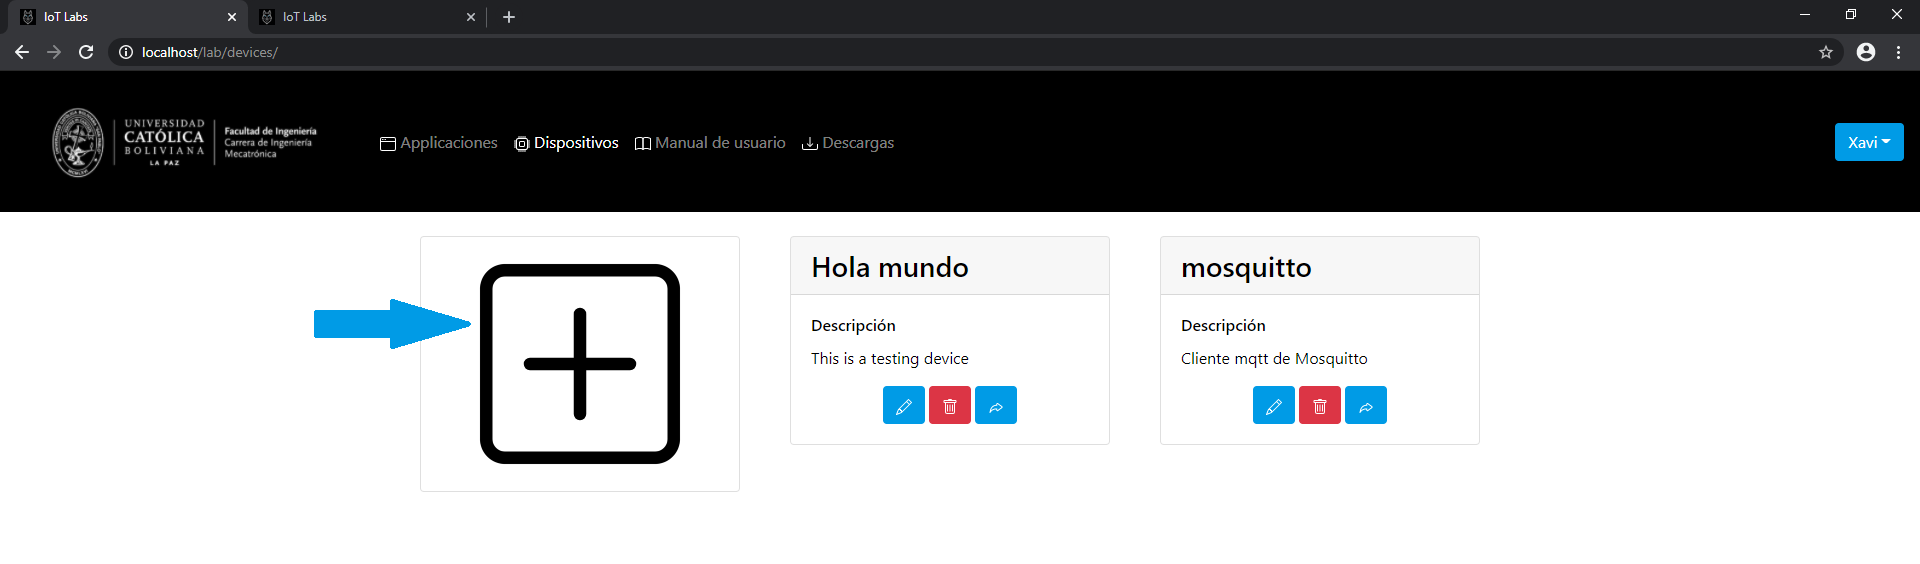 IoT Labs
IoT Labs
localhost/lab/devices/
UNIVERSIDAD
CATÓLICA
BOLIVIANA
LA PAZ
Facultad de Ingeniería
Carrera de Ingeniería
Mecatrónica
Applicaciones
Dispositivos
Manual de usuario
Descargas
Xavi
Hola mundo
Descripción
This is a testing device
mosquitto
Descripción
Cliente mqtt de Mosquitto